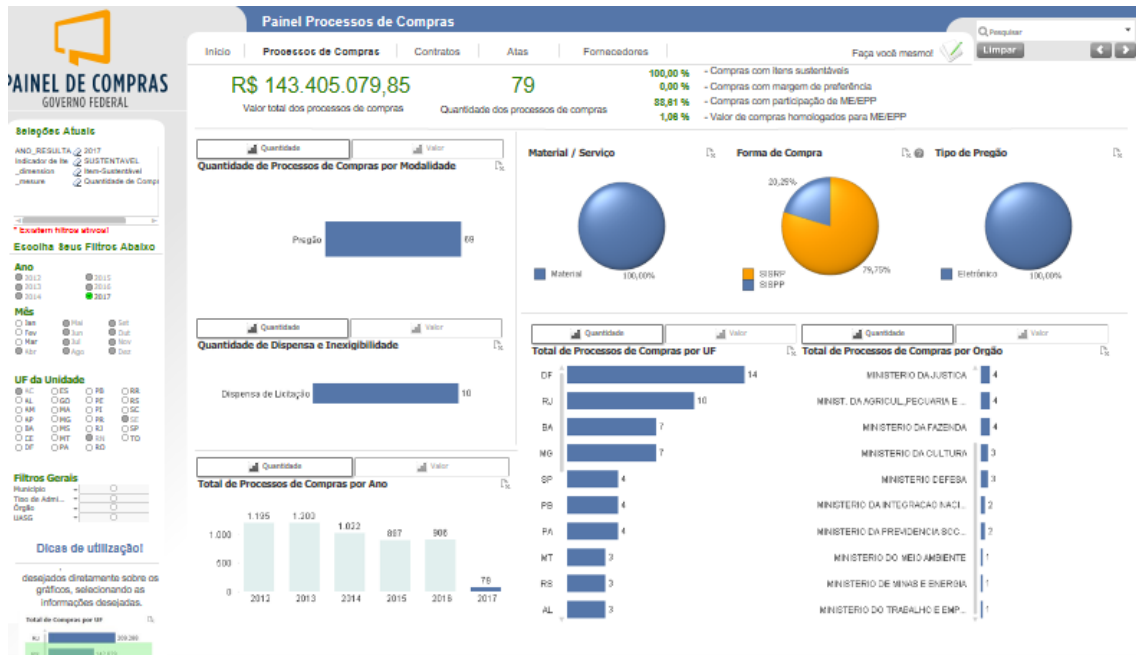 Painel Processos de Compras
Pesquisar
Limpar
PAINEL DE COMPRAS
GOVERNO FEDERAL
Início
Processos de Compras
Contratos
Atas
Fornecedores
Faça você mesmo!
R$ 143.405.079,85
Valor total dos processos de compras
79
Quantidade dos processos de compras
100,00 % - Compras com itens sustentáveis
0,00 % - Compras com margem de preferência
88,61 % - Compras com participação de ME/EPP
1,06 % - Valor de compras homologados para ME/EPP
Seleções Atuais
ANO_RESULTA 2017
Indicador de Ite SUSTENTAVEL
_dimension Item-Sustentável
_mesure Quantidade de Compr
* Existem filtros ativos!
Escolha Seus Filtros Abaixo
Ano
2012 2015
2013 2016
2014 2017
Mês
Jan Mai Set
Fev Jun Out
Mar Jul Nov
Abr Ago Dez
UF da Unidade
AC ES PB RR
AL GO PE RS
AM MA PI SC
AP MG PR SE
BA MS RJ SP
CE MT RN TO
DF PA RO
Filtros Gerais
Município
Tipo de Admi...
Órgão
UASG
Dicas de utilização!
desejados diretamente sobre os
gráficos, selecionando as
informações desejadas.
Total de Compras por UF
RJ
MG
Quantidade Valor
Quantidade de Processos de Compras por Modalidade
Pregão 69
Quantidade Valor
Quantidade de Dispensa e Inexigibilidade
Dispensa de Licitação 10
Quantidade Valor
Total de Processos de Compras por Ano
1.195 1.203 1.022 897 906 79
1.000
500
0
2012 2013 2014 2015 2016 2017
Material / Serviço
Material 100,00%
Forma de Compra
20,25%
79,75%
SISRP
SISPP
Tipo de Pregão
Eletrônico 100,00%
Quantidade Valor
Total de Processos de Compras por UF
DF 14
RJ 10
BA 7
MG 7
SP 4
PB 4
PA 4
MT 3
RS 3
AL 3
Quantidade Valor
Total de Processos de Compras por Orgão
MINISTERIO DA JUSTICA 4
MINIST. DA AGRICUL.,PECUARIA E ... 4
MINISTERIO DA FAZENDA 4
MINISTERIO DA CULTURA 3
MINISTERIO DEFESA 3
MINISTERIO DA INTEGRACAO NACI... 2
MINISTERIO DA PREVIDENCIA SOC... 2
MINISTERIO DO MEIO AMBIENTE 1
MINISTERIO DE MINAS E ENERGIA 1
MINISTERIO DO TRABALHO E EMP... 1